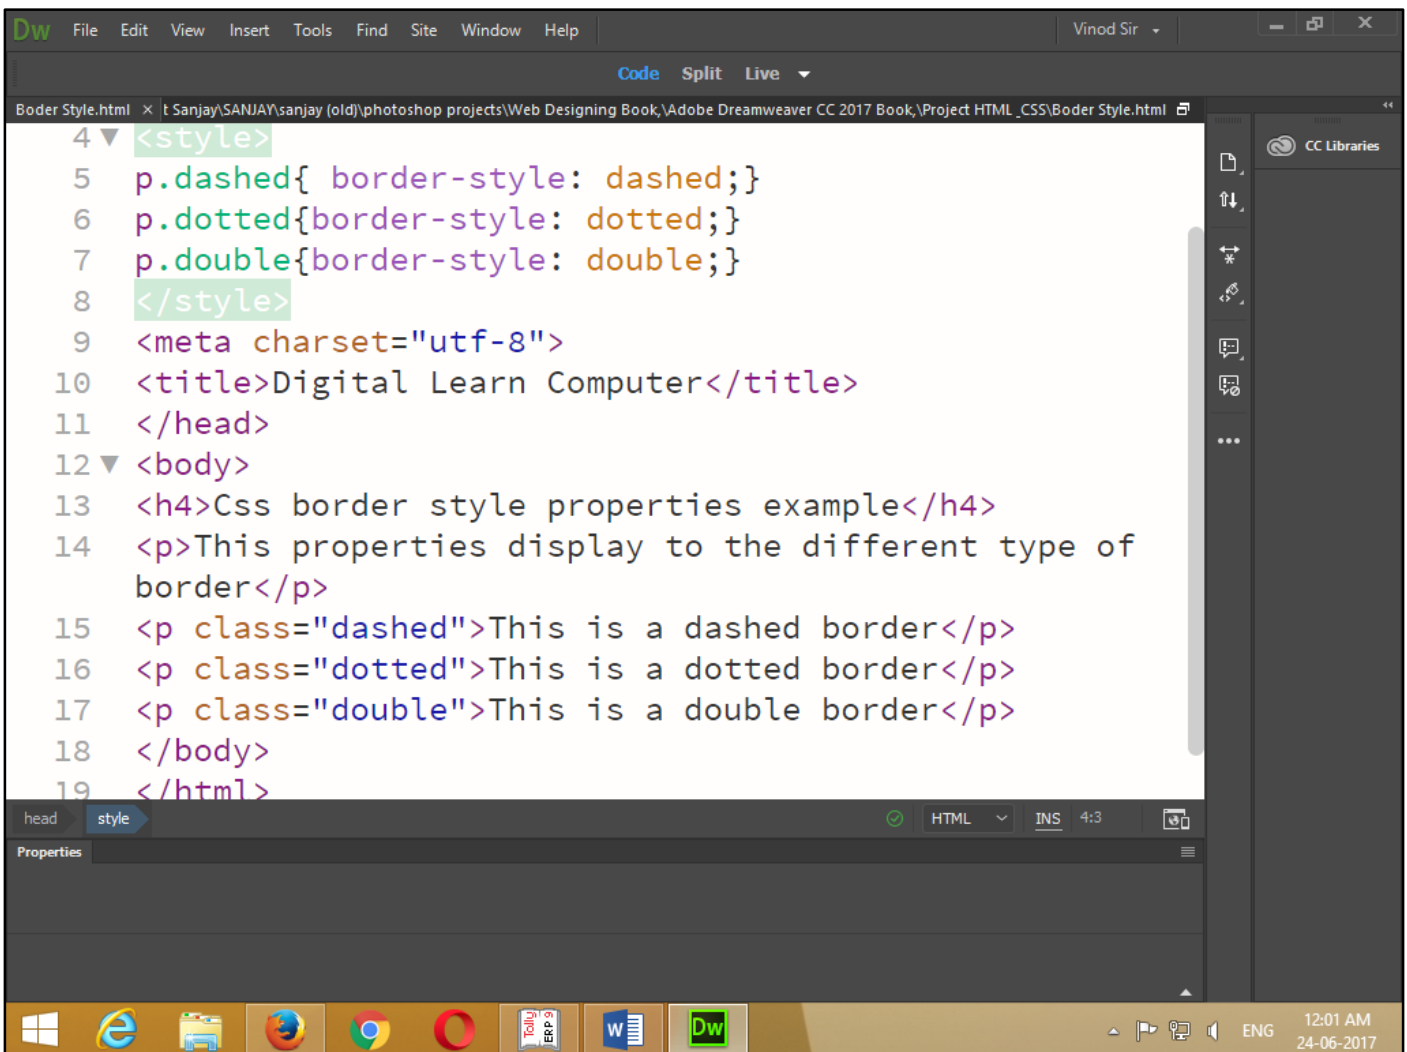 Dw File Edit View Insert Tools Find Site Window Help Vinod Sir
Code Split Live
Boder Style.html × t Sanjay\SANJAY\sanjay (old)\photoshop projects\Web Designing Book,\Adobe Dreamweaver CC 2017 Book,\Project HTML_CSS\Boder Style.html
CC Libraries
4 <style>
5 p.dashed{ border-style: dashed;}
6 p.dotted{border-style: dotted;}
7 p.double{border-style: double;}
8 </style>
9 <meta charset="utf-8">
10 <title>Digital Learn Computer</title>
11 </head>
12 <body>
13 <h4>Css border style properties example</h4>
14 <p>This properties display to the different type of
border</p>
15 <p class="dashed">This is a dashed border</p>
16 <p class="dotted">This is a dotted border</p>
17 <p class="double">This is a double border</p>
18 </body>
19 </html>
head style HTML INS 4:3
Properties
Tolly ERP 9 W Dw ENG 12:01 AM
24-06-2017